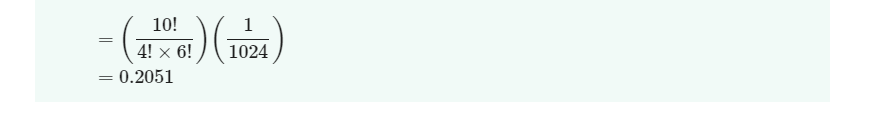 = (10! / 4! × 6!) (1 / 1024)
= 0.2051